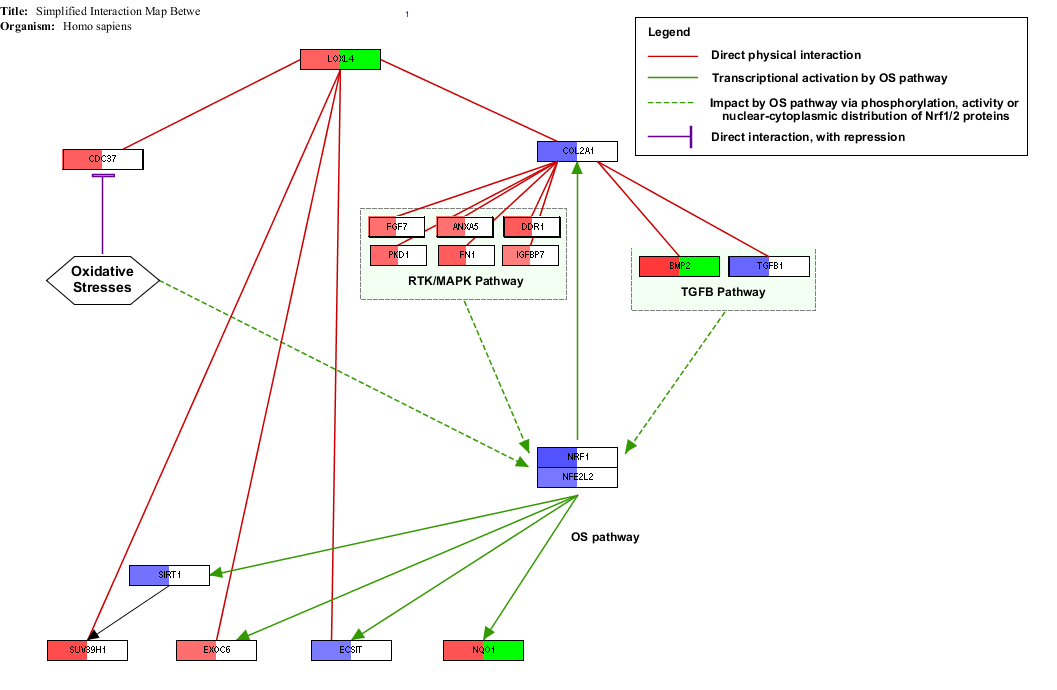 Title: Simplified Interaction Map Betwe
1
Organism: Homo sapiens
Legend
Direct physical interaction
Transcriptional activation by OS pathway
Impact by OS pathway via phosphorylation, activity or
nuclear-cytoplasmic distribution of Nrf1/2 proteins
Direct interaction, with repression
LOXL4
CDC37
COL2A1
FGF7
ANXA5
DDR1
PKD1
FN1
IGFBP7
RTK/MAPK Pathway
BMP2
TGFB1
TGFB Pathway
Oxidative
Stresses
NRF1
NFE2L2
OS pathway
SIRT1
SUV39H1
EXOC6
ECSIT
NQO1